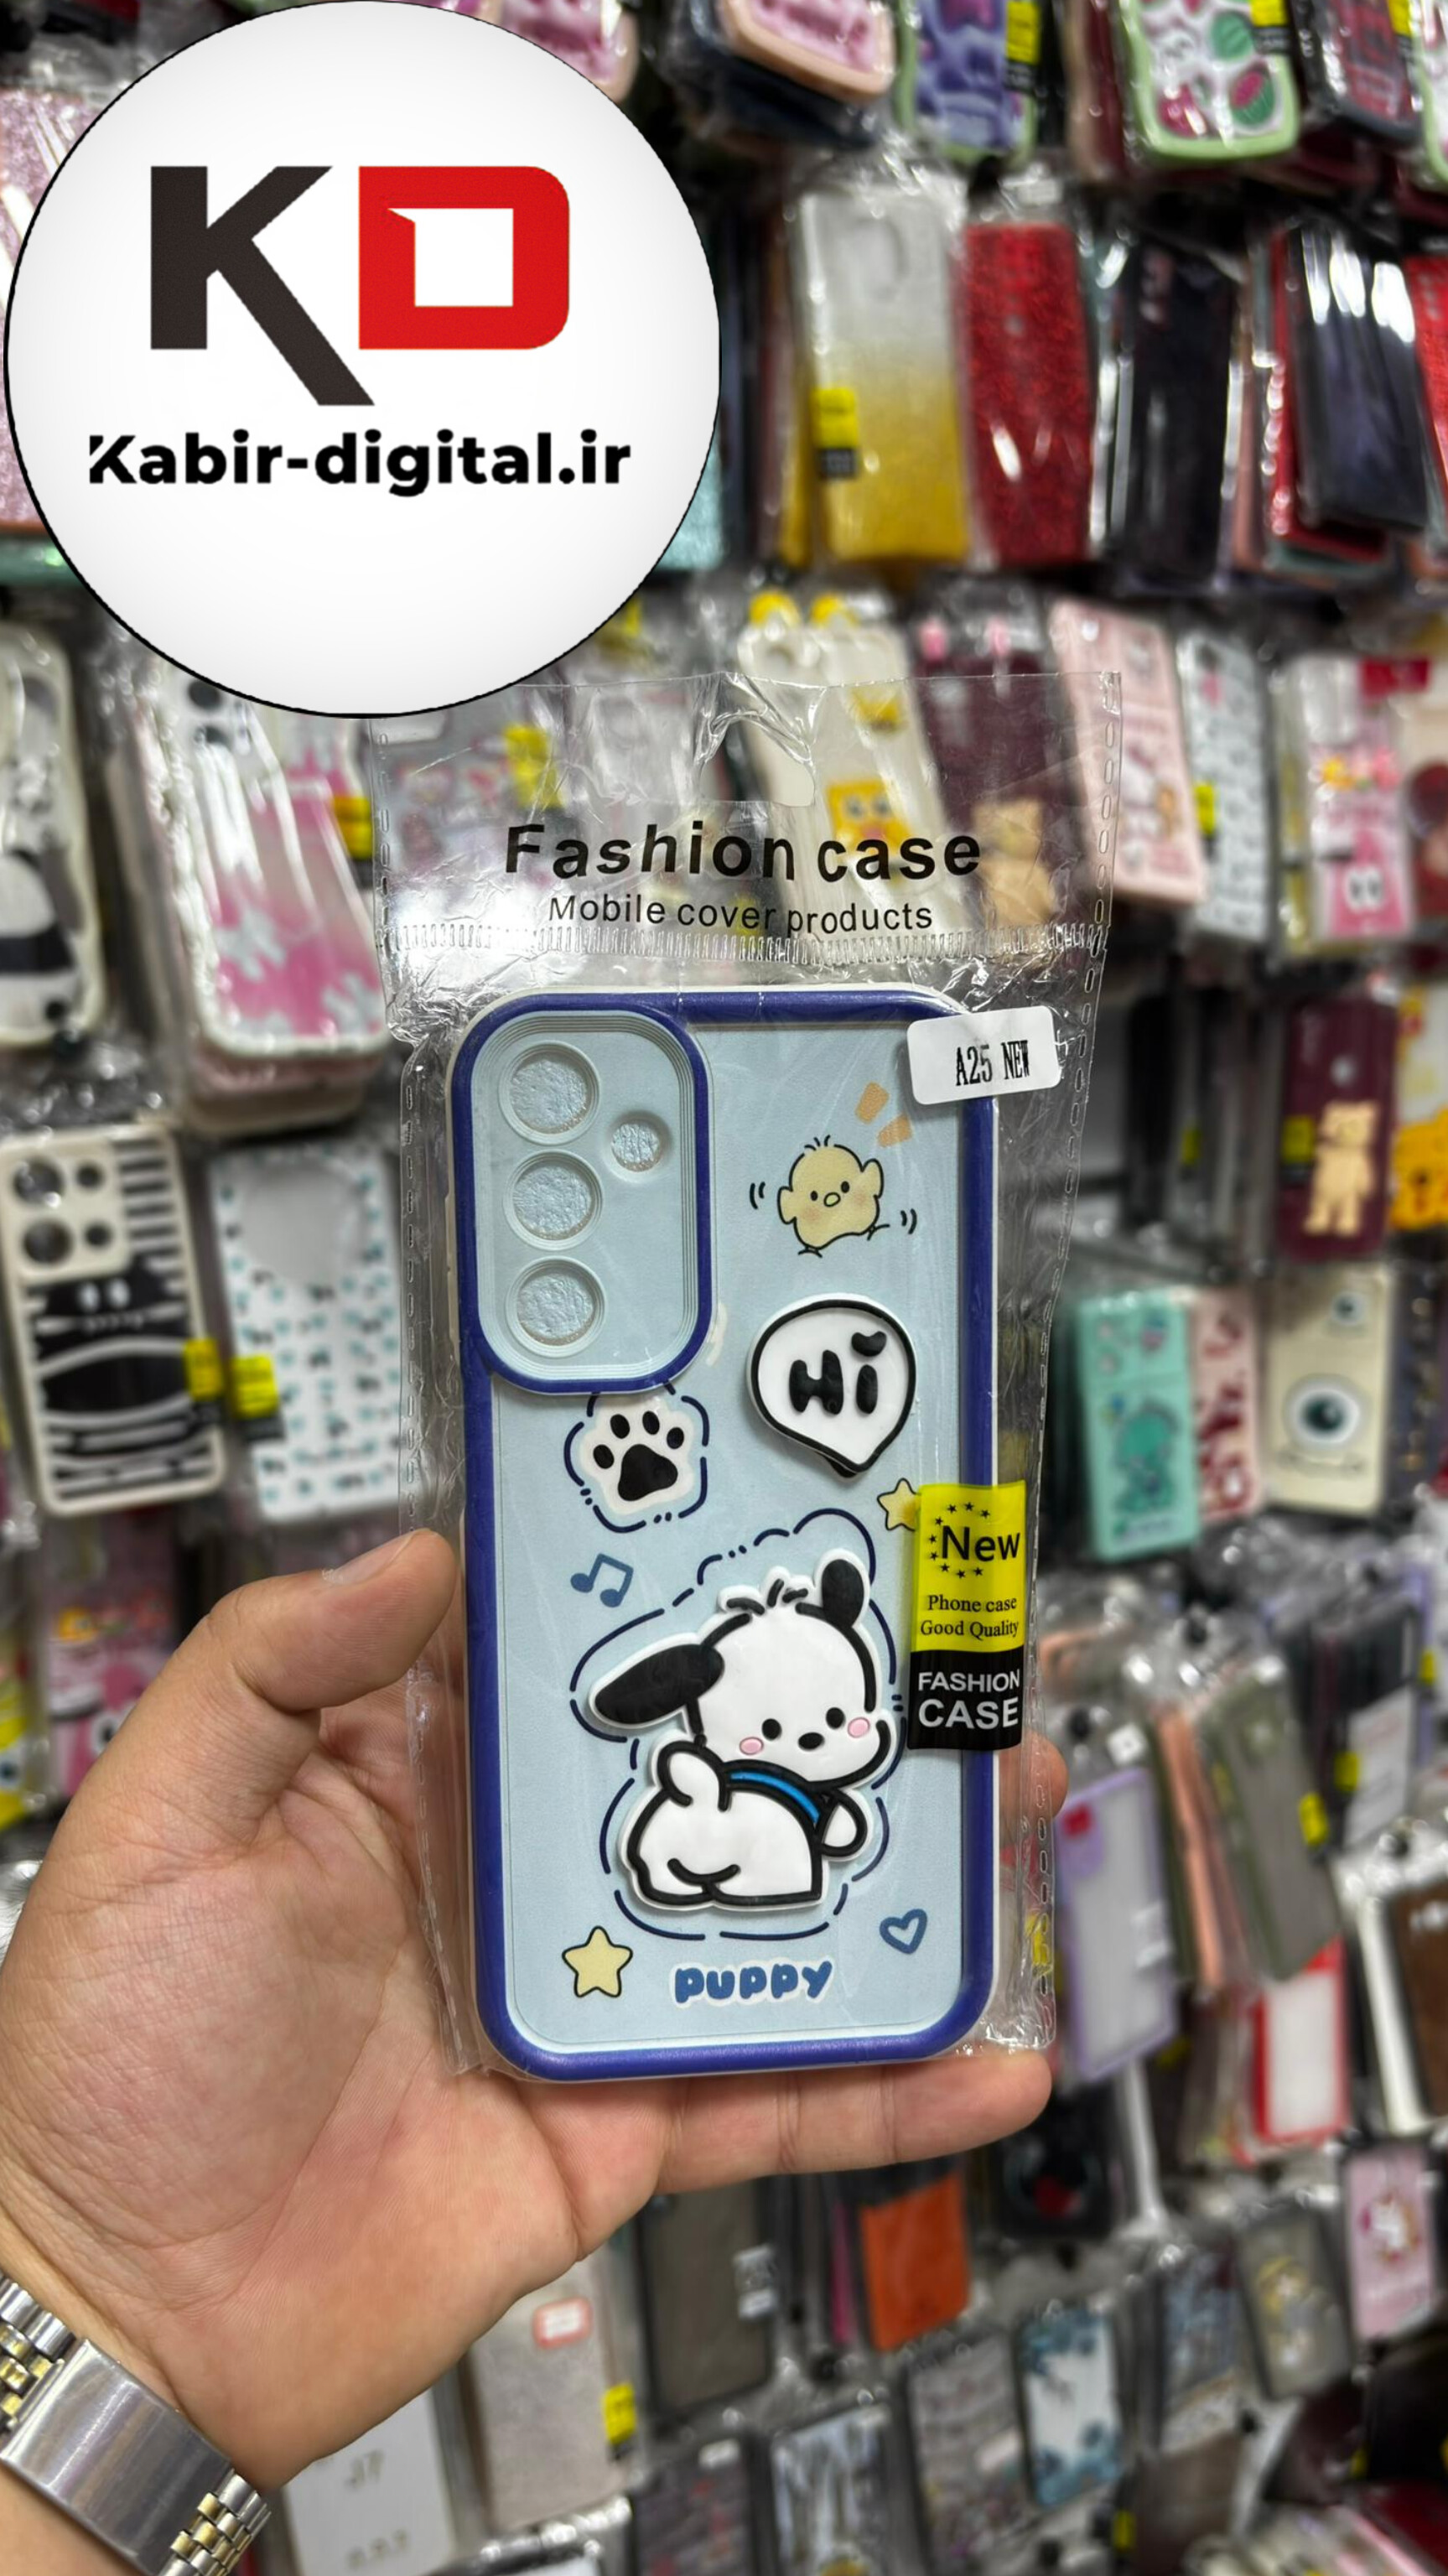 KD
Kabir-digital.ir
Fashion case
Mobile cover products
A25 NEW
Hi
New
Phone case
Good Quality
FASHION
CASE
PUPPY